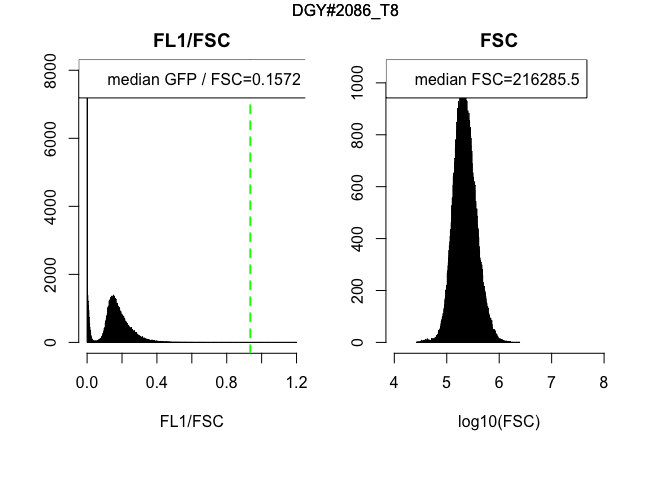 DGY#2086_T8
FL1/FSC
FSC
median GFP / FSC=0.1572
median FSC=216285.5
8000
6000
4000
2000
0
1000
800
600
400
200
0
0.0 0.4 0.8 1.2
4 5 6 7 8
FL1/FSC
log10(FSC)